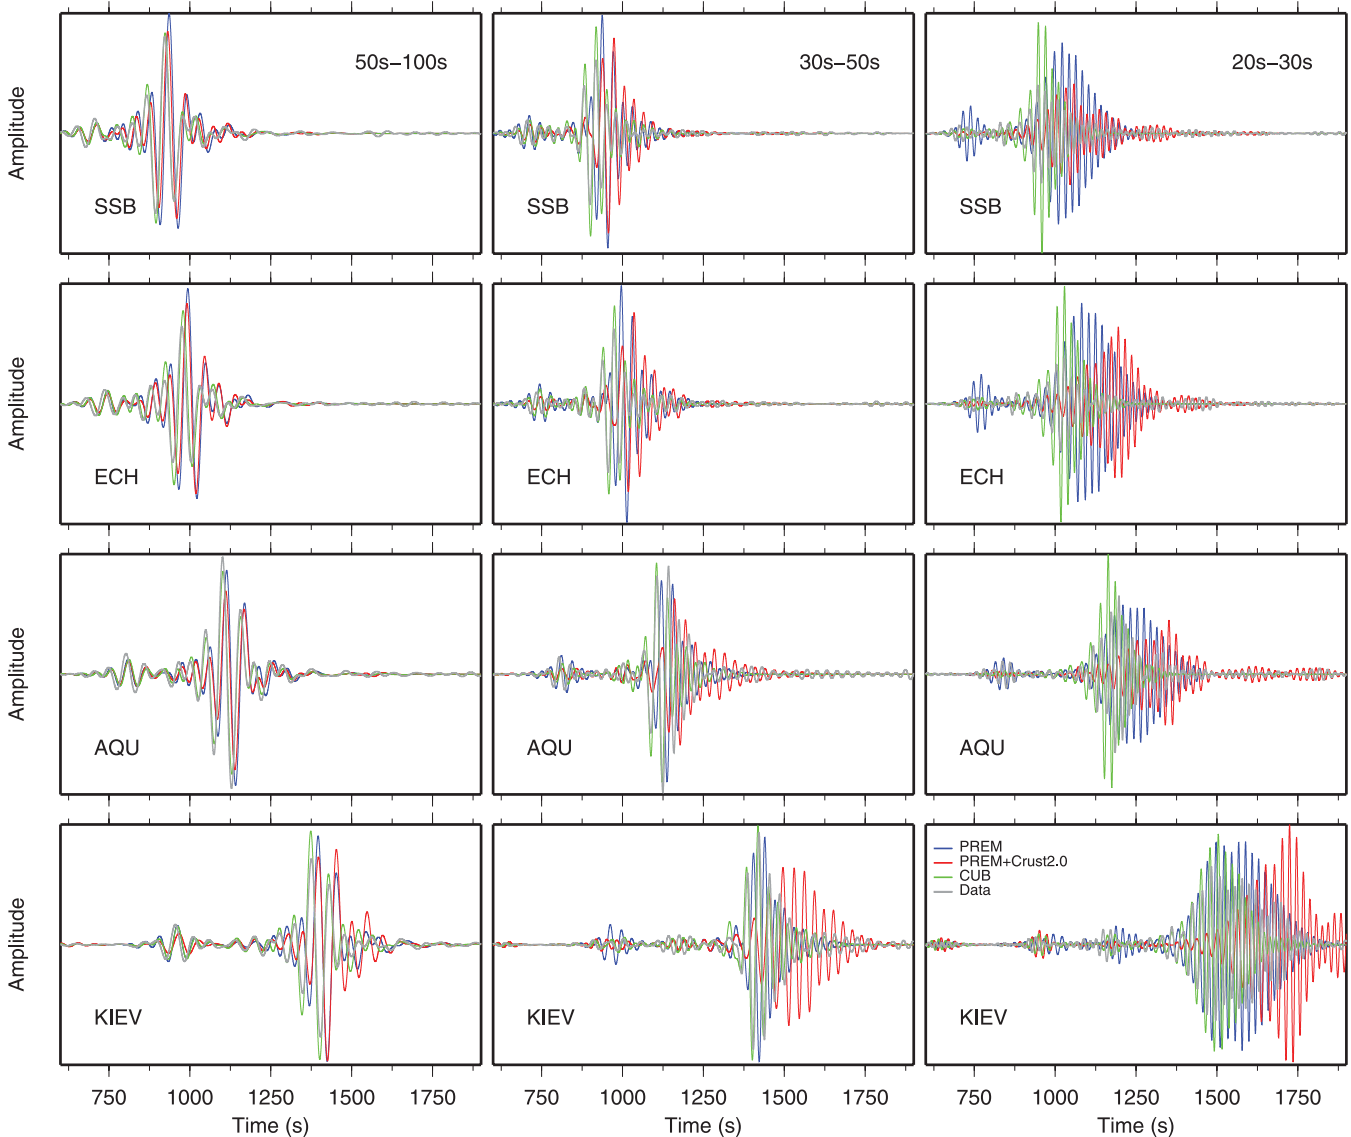 50s−100s
30s−50s
20s−30s
Amplitude
SSB
SSB
SSB
Amplitude
ECH
ECH
ECH
Amplitude
AQU
AQU
AQU
PREM
PREM+Crust2.0
CUB
Data
Amplitude
KIEV
KIEV
KIEV
750 1000 1250 1500 1750
750 1000 1250 1500 1750
750 1000 1250 1500 1750
Time (s)
Time (s)
Time (s)